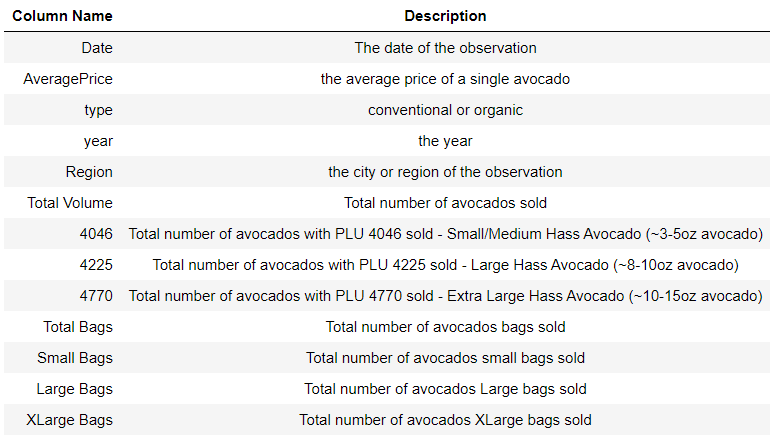 Column Name Description
Date The date of the observation
AveragePrice the average price of a single avocado
type conventional or organic
year the year
Region the city or region of the observation
Total Volume Total number of avocados sold
4046 Total number of avocados with PLU 4046 sold - Small/Medium Hass Avocado (~3-5oz avocado)
4225 Total number of avocados with PLU 4225 sold - Large Hass Avocado (~8-10oz avocado)
4770 Total number of avocados with PLU 4770 sold - Extra Large Hass Avocado (~10-15oz avocado)
Total Bags Total number of avocados bags sold
Small Bags Total number of avocados small bags sold
Large Bags Total number of avocados Large bags sold
XLarge Bags Total number of avocados XLarge bags sold